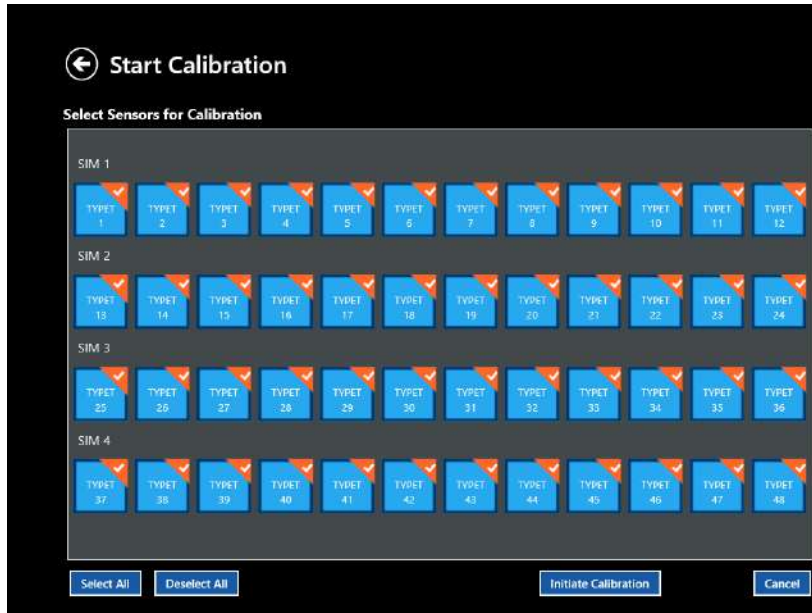 Start Calibration
Select Sensors for Calibration
SIM 1
TYPET TYPET TYPET TYPET TYPET TYPET TYPET TYPET TYPET TYPET TYPET TYPET
1 2 3 4 5 6 7 8 9 10 11 12
SIM 2
TYPET TYPET TYPET TYPET TYPET TYPET TYPET TYPET TYPET TYPET TYPET TYPET
13 14 15 16 17 18 19 20 21 22 23 24
SIM 3
TYPET TYPET TYPET TYPET TYPET TYPET TYPET TYPET TYPET TYPET TYPET TYPET
25 26 27 28 29 30 31 32 33 34 35 36
SIM 4
TYPET TYPET TYPET TYPET TYPET TYPET TYPET TYPET TYPET TYPET TYPET TYPET
37 38 39 40 41 42 43 44 45 46 47 48
Select All Deselect All Initiate Calibration Cancel